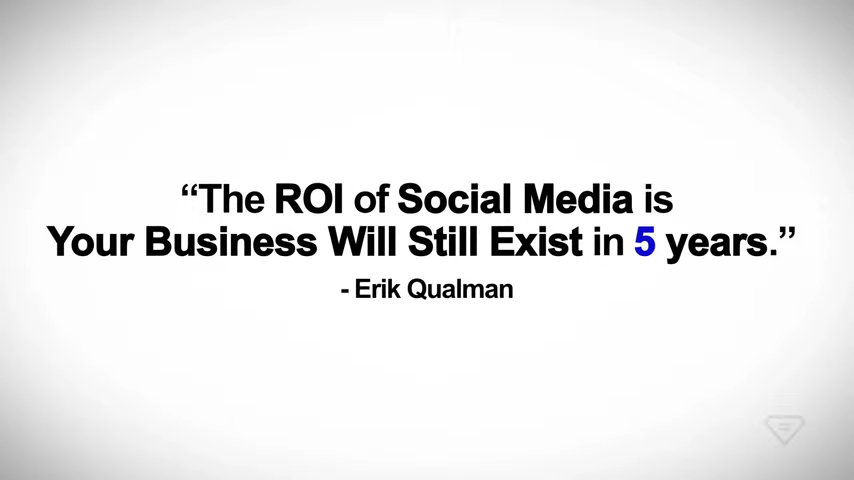 “The ROI of Social Media is
Your Business Will Still Exist in 5 years.”
- Erik Qualman